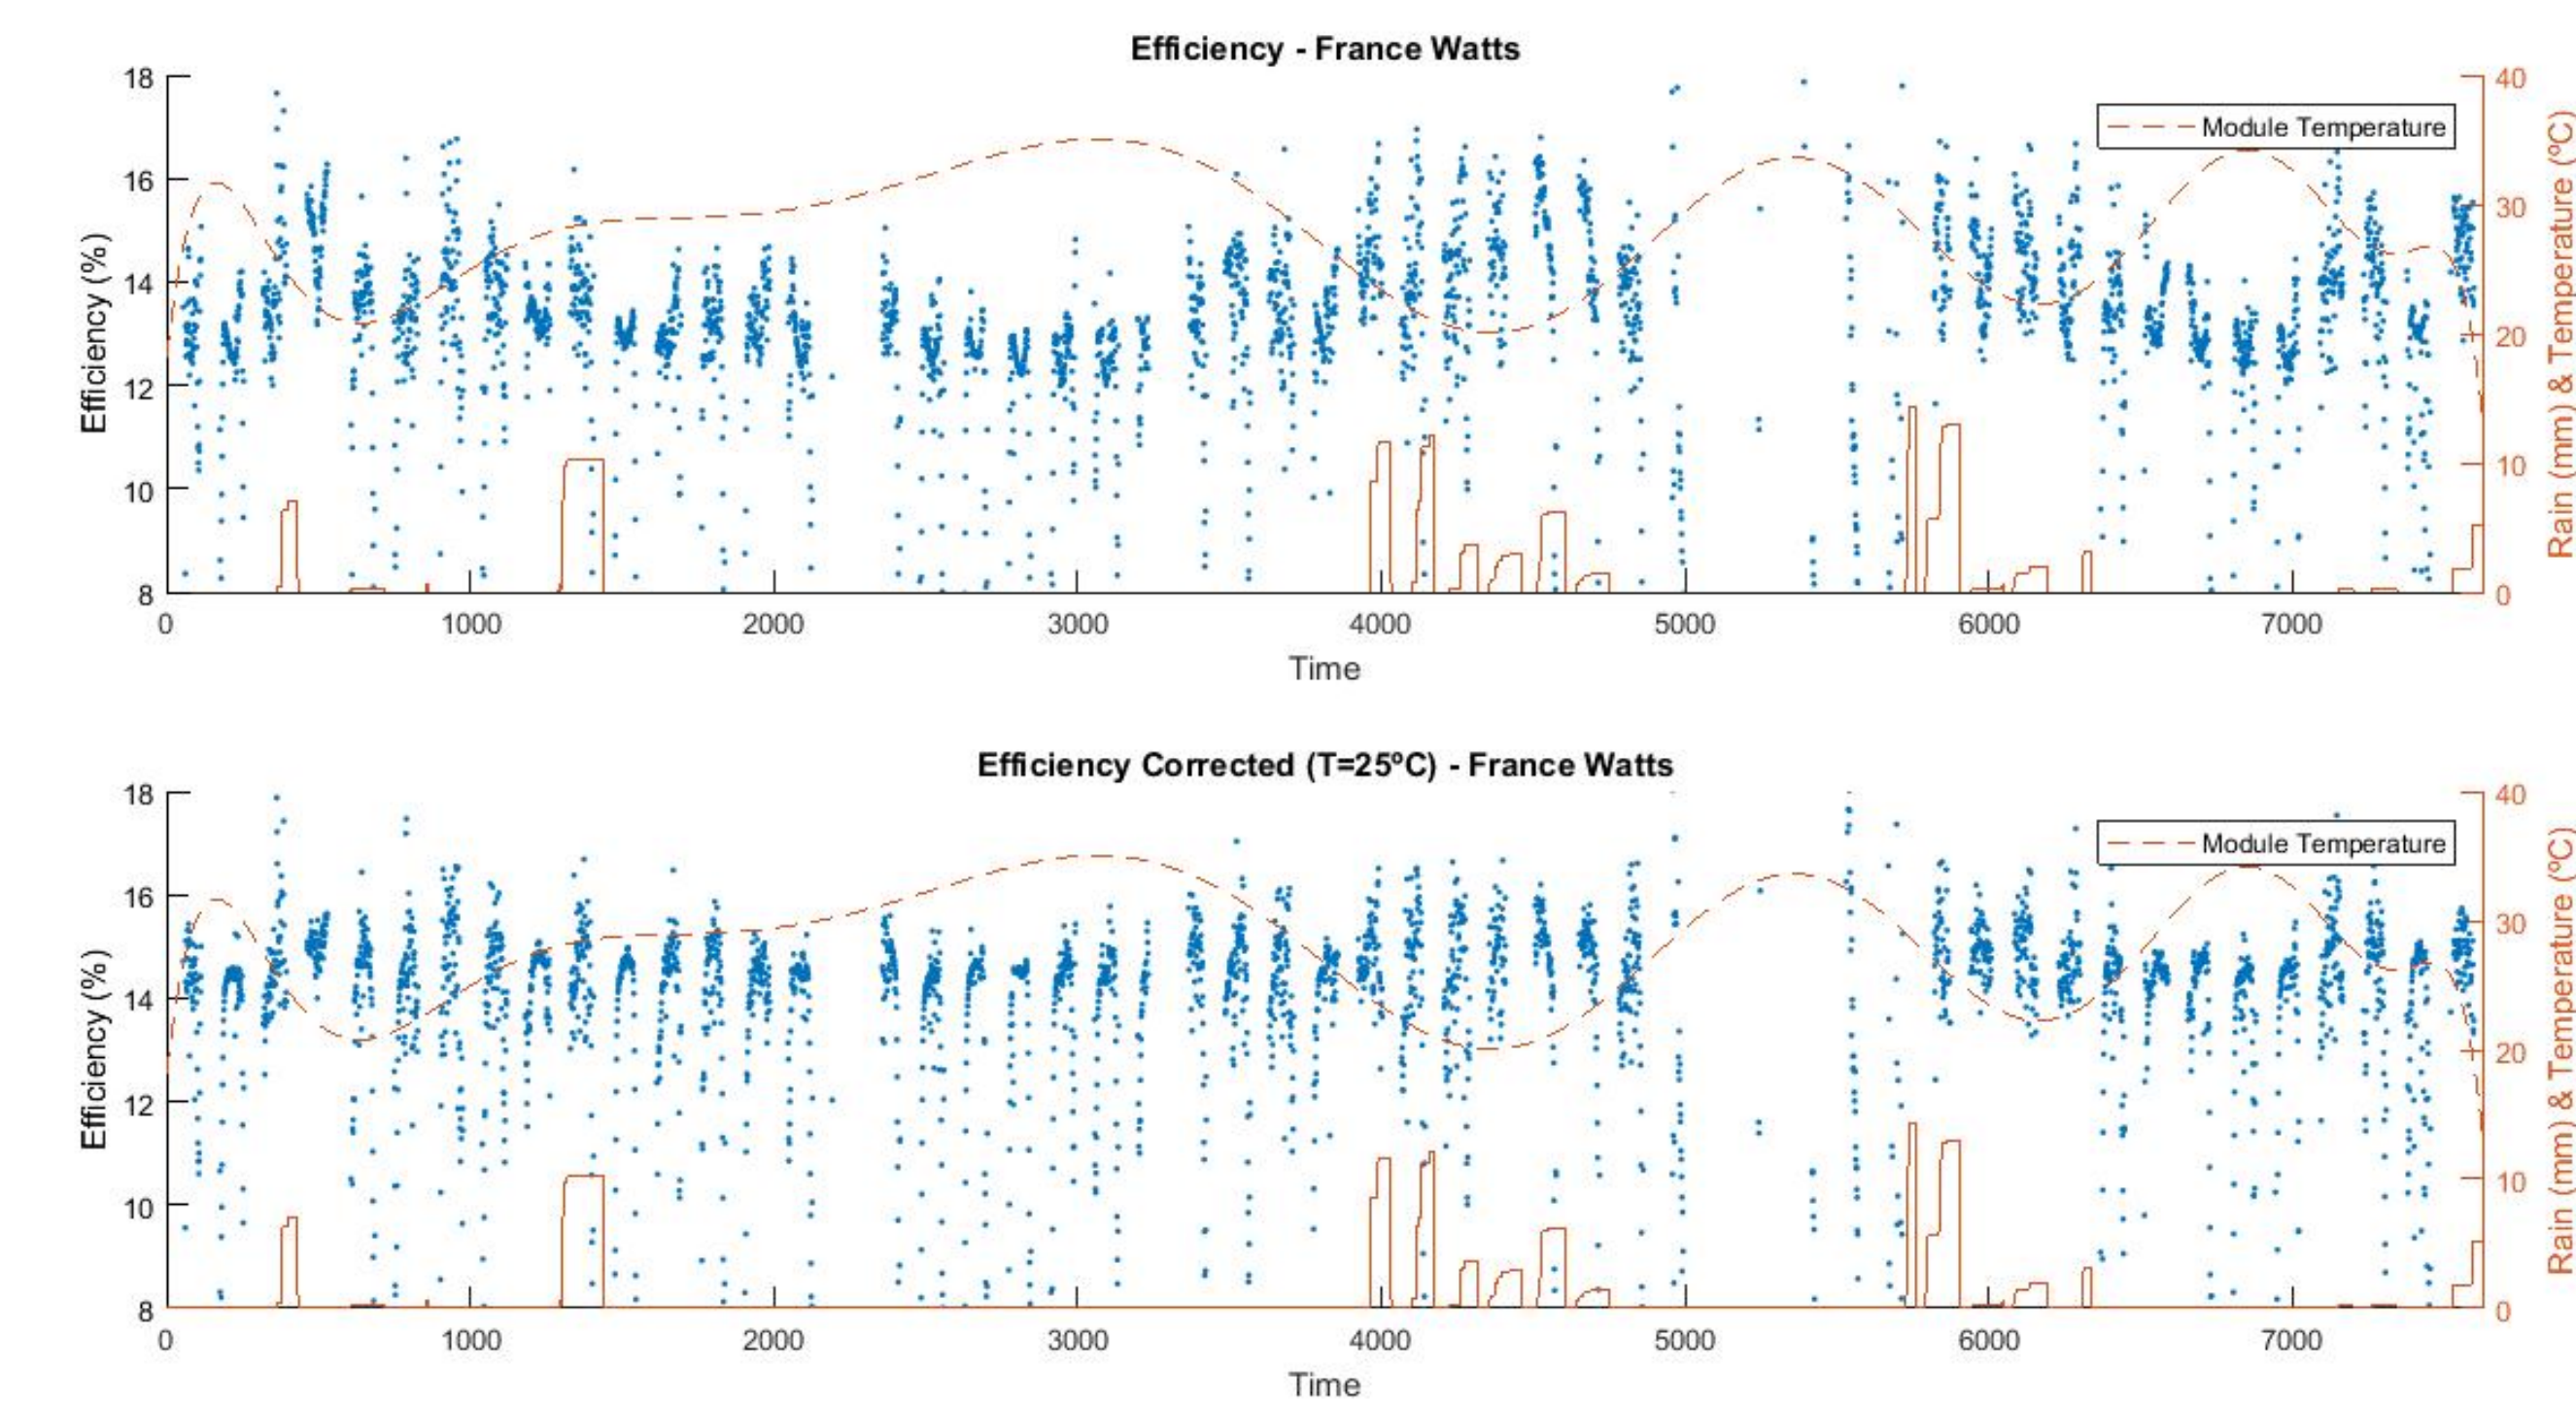 Efficiency - France Watts
18
16
14
12
10
8
Efficiency (%)
40
30
20
10
0
Rain (mm) & Temperature (ºC)
Module Temperature
0 1000 2000 3000 4000 5000 6000 7000
Time
Efficiency Corrected (T=25ºC) - France Watts
18
16
14
12
10
8
Efficiency (%)
40
30
20
10
0
Rain (mm) & Temperature (ºC)
Module Temperature
0 1000 2000 3000 4000 5000 6000 7000
Time